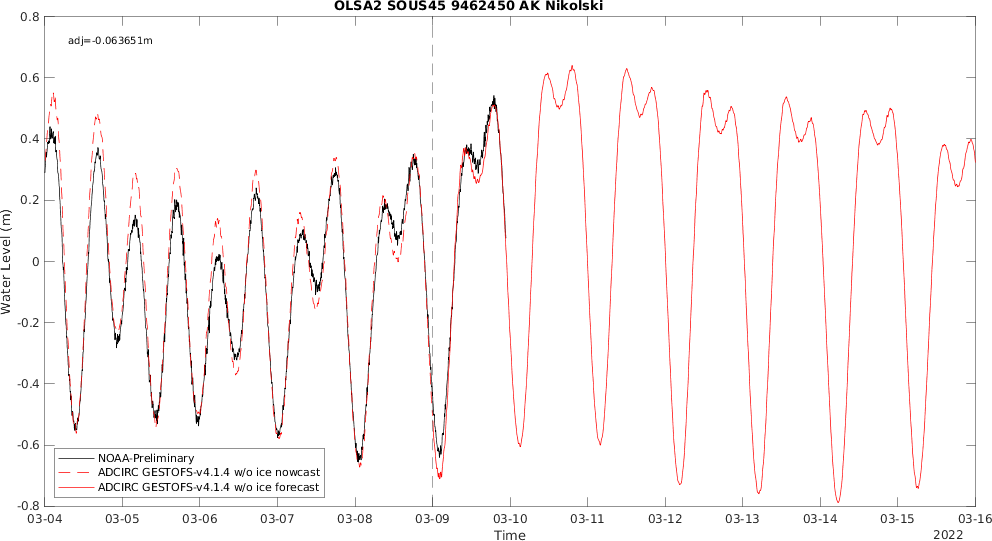 OLSA2 SOUS45 9462450 AK Nikolski
adj=-0.063651m
0.8
0.6
0.4
0.2
0
-0.2
-0.4
-0.6
-0.8
Water Level (m)
NOAA-Preliminary
ADCIRC GESTOFS-v4.1.4 w/o ice nowcast
ADCIRC GESTOFS-v4.1.4 w/o ice forecast
03-04 03-05 03-06 03-07 03-08 03-09 03-10 03-11 03-12 03-13 03-14 03-15 03-16
Time
2022